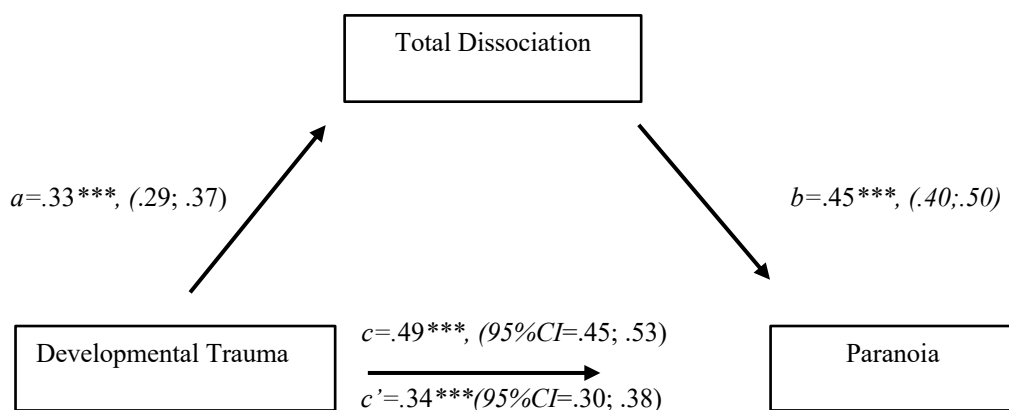 Total Dissociation
a=.33***, (.29; .37)
b=.45***, (.40;.50)
Developmental Trauma
c=.49***, (95%CI=.45; .53)
c’=.34***(95%CI=.30; .38)
Paranoia